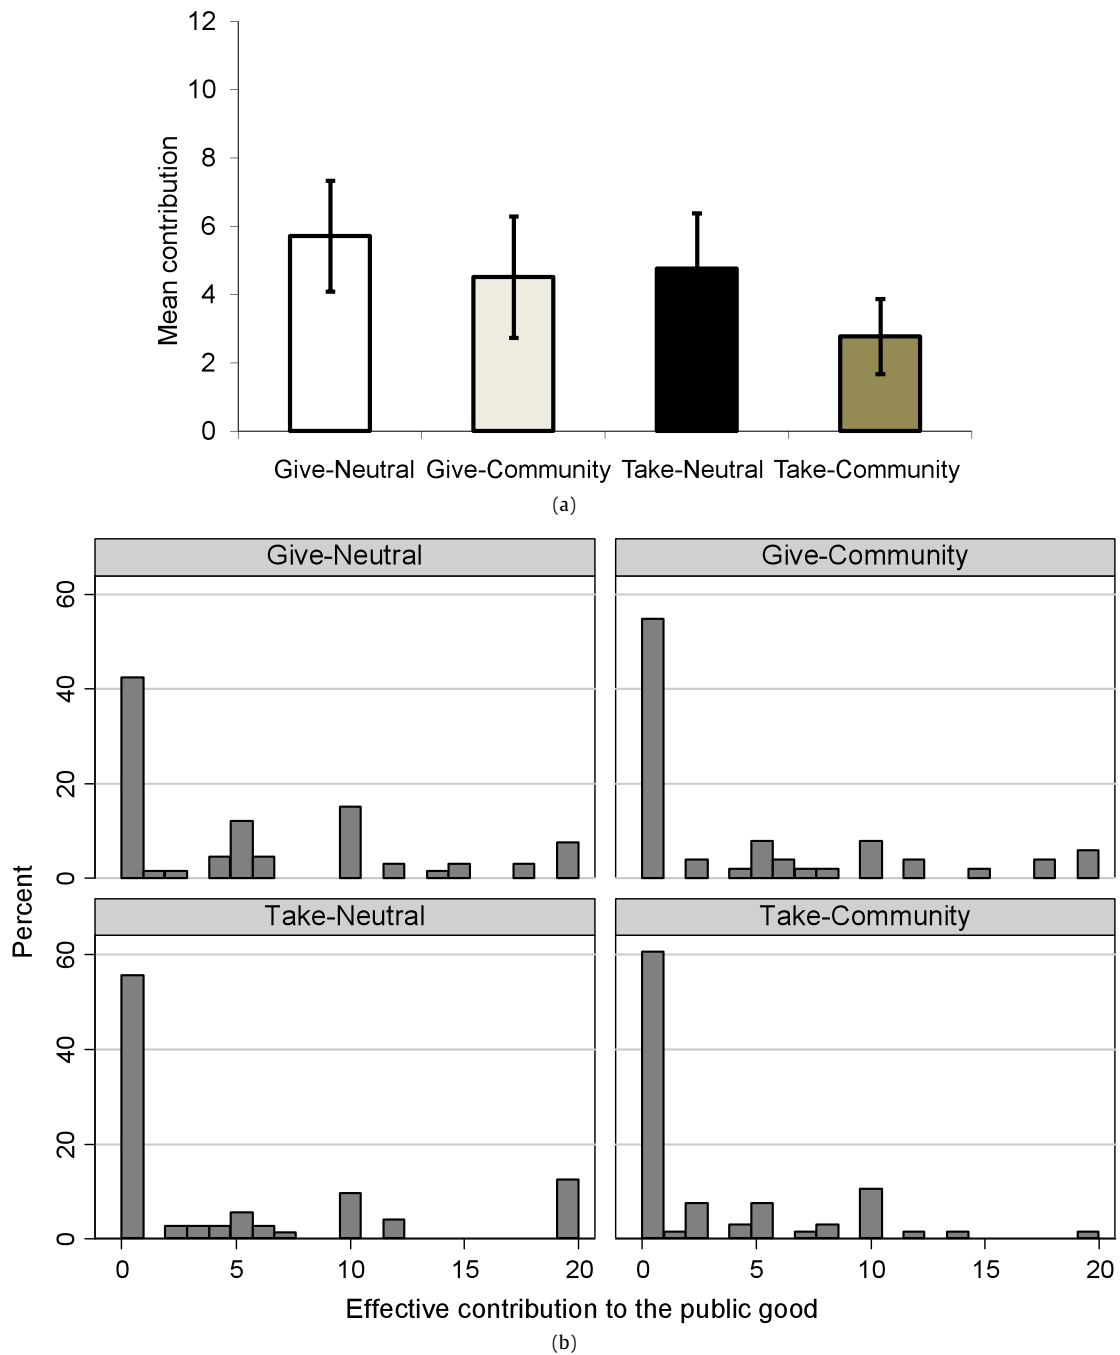 12
10
8
6
4
2
0
Mean contribution
Give-Neutral Give-Community Take-Neutral Take-Community
(a)
Give-Neutral Give-Community
60
40
20
0
Percent
Take-Neutral Take-Community
60
40
20
0
0 5 10 15 20 0 5 10 15 20
Effective contribution to the public good
(b)